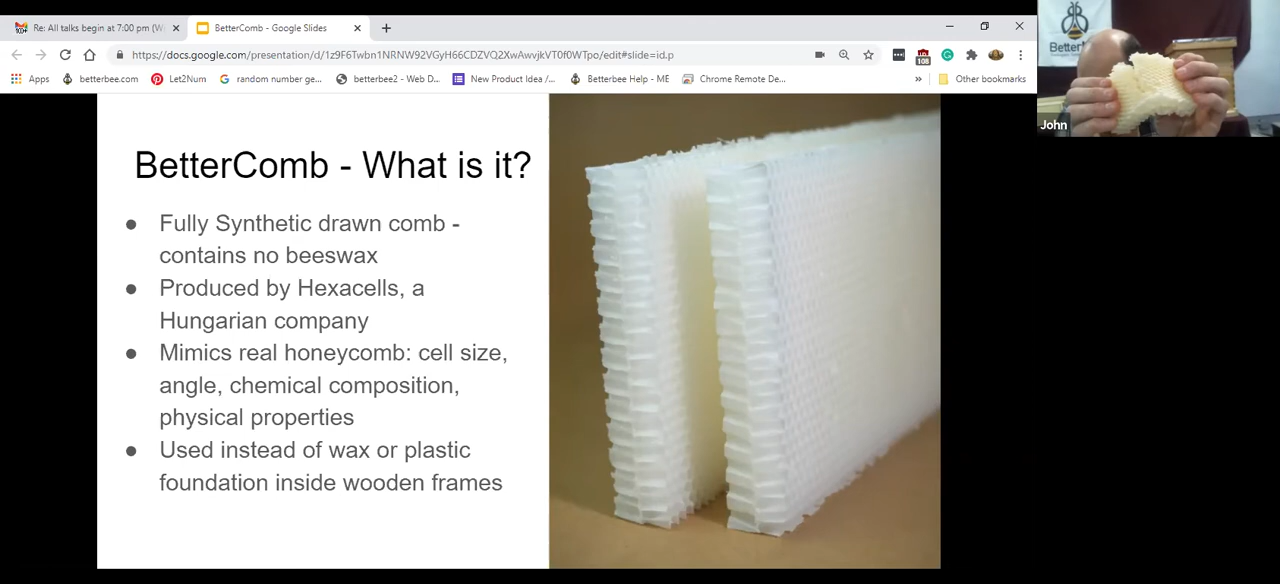 Re: All talks begin at 7:00 pm (W
BetterComb - Google Slides
https://docs.google.com/presentation/d/1z9F6Twbn1NRNW92VGyH66CDZVQ2XwAwvjkVT0f0WTpo/edit#slide=id.p
108
Apps
betterbee.com
Let2Num
random number ge...
betterbee2 - Web D...
New Product Idea /...
Betterbee Help - ME
Chrome Remote De...
»
Other bookmarks
John
BetterComb - What is it?
● Fully Synthetic drawn comb -
contains no beeswax
● Produced by Hexacells, a
Hungarian company
● Mimics real honeycomb: cell size,
angle, chemical composition,
physical properties
● Used instead of wax or plastic
foundation inside wooden frames